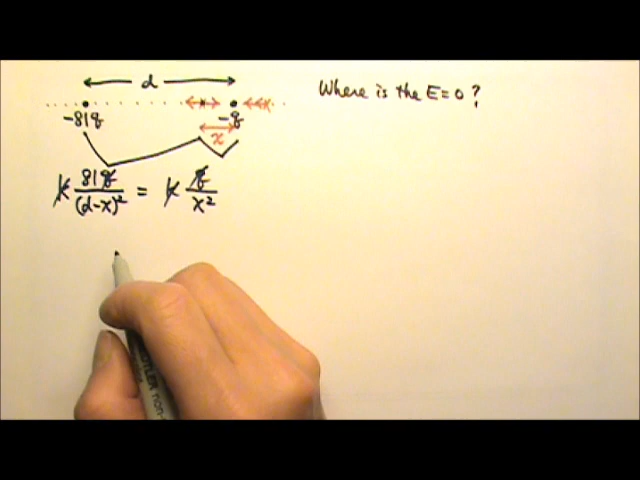 d
Where is the E=0?
-81q -q
x
k 81q/(d-x)² = k q/x²